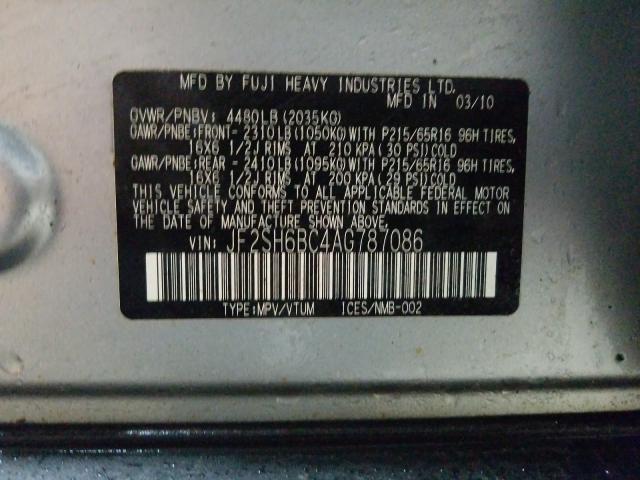 MFD BY FUJI HEAVY INDUSTRIES LTD.
MFD IN 03/10
GVWR/PNBV: 4480LB(2035KG)
GAWR/PNBE:FRONT- 2310LB(1050KG)WITH P215/65R16 96H TIRES,
16X6 1/2J RIMS AT 210 KPA(30 PSI)COLD
GAWR/PNBE:REAR - 2410LB(1095KG)WITH P215/65R16 96H TIRES,
16X6 1/2J RIMS AT 200 KPA(29 PSI)COLD
THIS VEHICLE CONFORMS TO ALL APPLICABLE FEDERAL MOTOR
VEHICLE SAFETY AND THEFT PREVENTION STANDARDS IN EFFECT
ON THE DATE OF MANUFACTURE SHOWN ABOVE.
VIN: JF2SH6BC4AG787086
TYPE:MPV/VTUM ICES/NMB-002